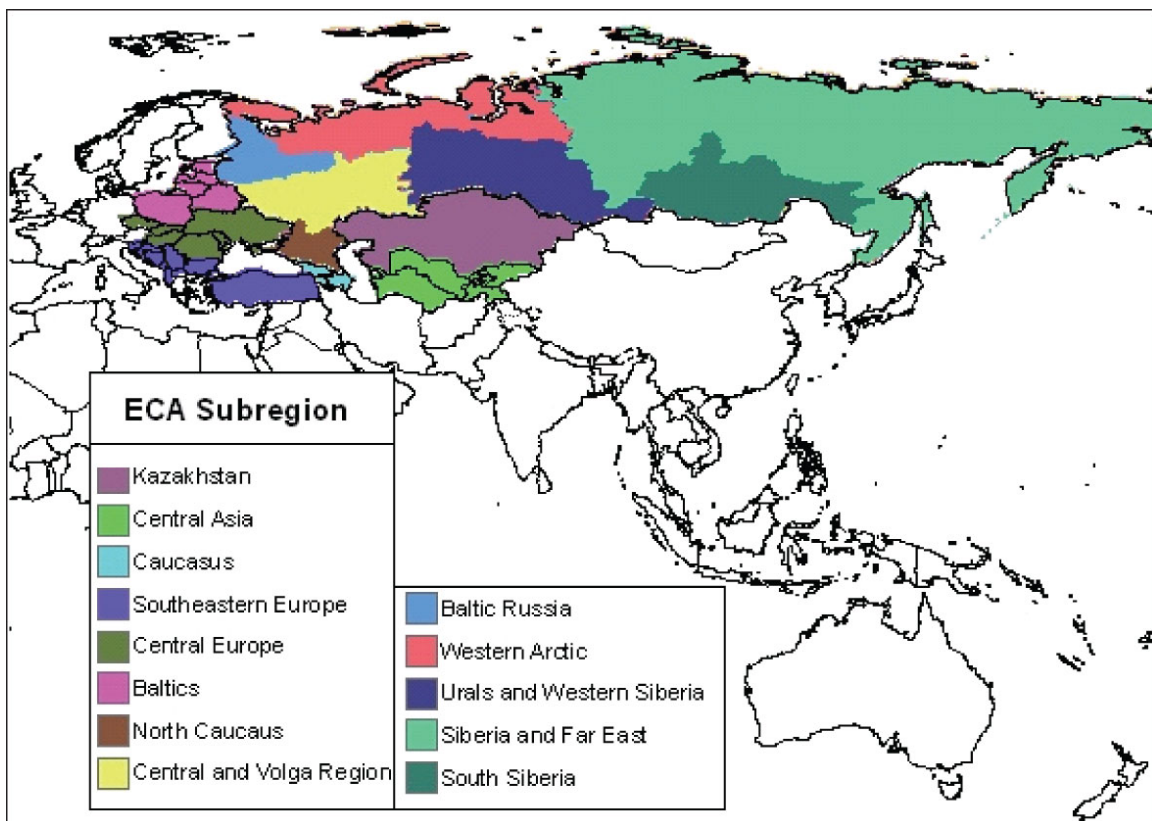 ECA Subregion
Kazakhstan
Central Asia
Caucasus
Southeastern Europe
Central Europe
Baltics
North Caucaus
Central and Volga Region
Baltic Russia
Western Arctic
Urals and Western Siberia
Siberia and Far East
South Siberia